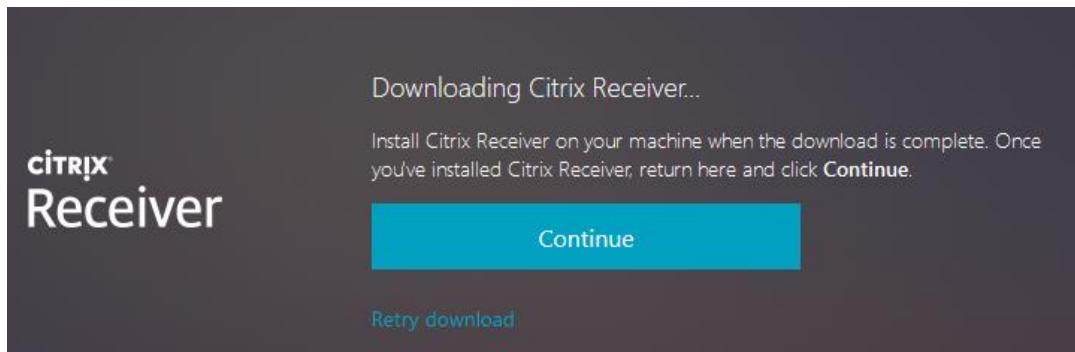 citrix
Receiver
Downloading Citrix Receiver...
Install Citrix Receiver on your machine when the download is complete. Once
you've installed Citrix Receiver, return here and click Continue.
Continue
Retry download